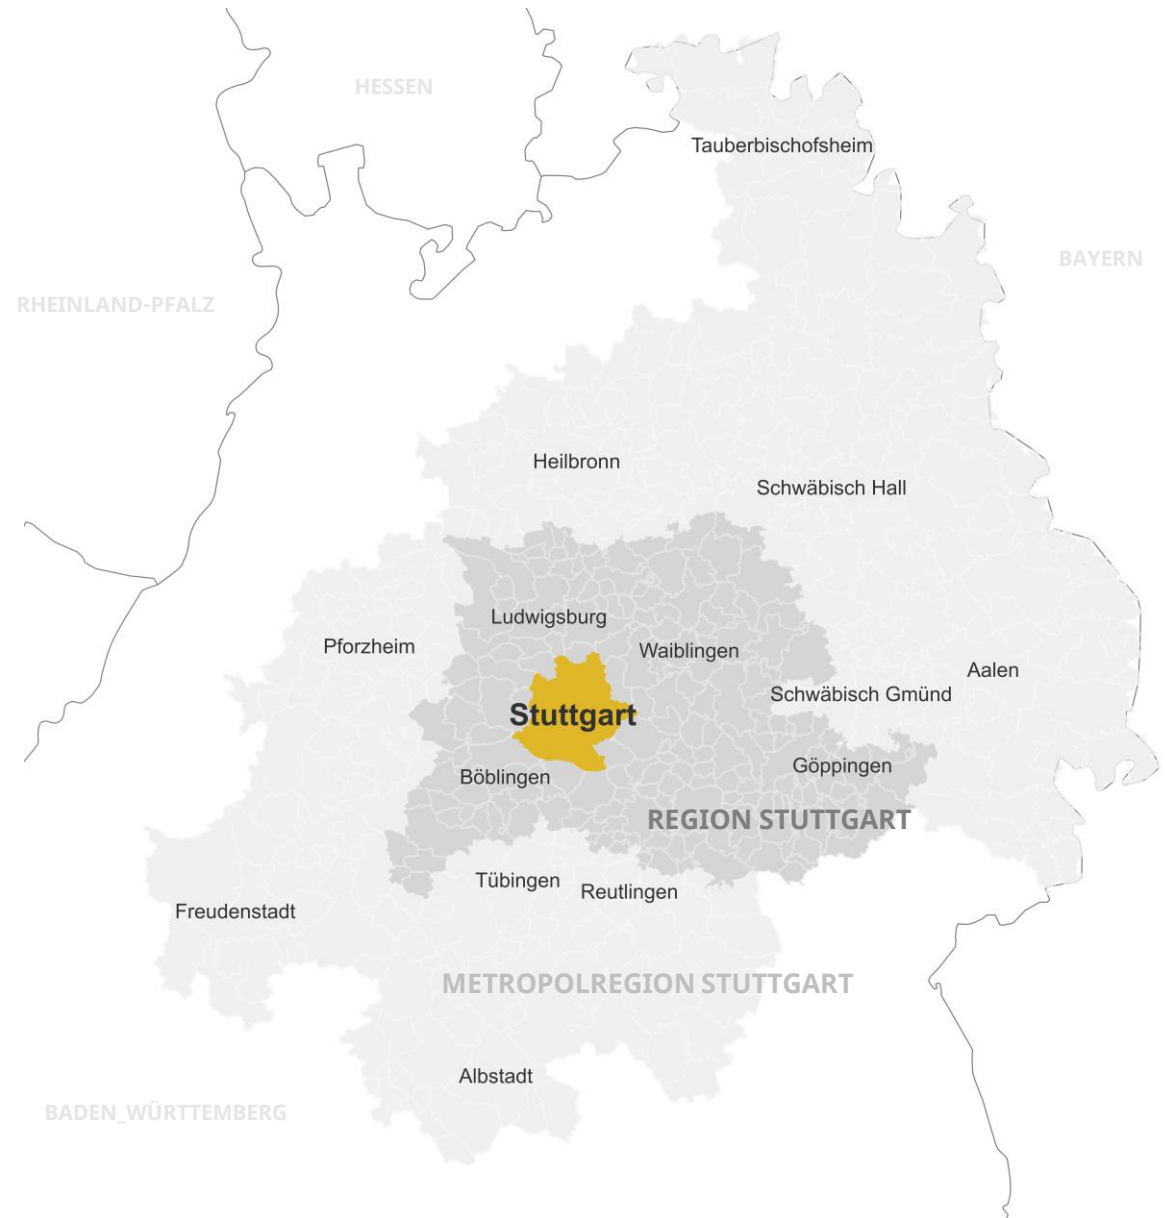 HESSEN
Tauberbischofsheim
BAYERN
RHEINLAND-PFALZ
Heilbronn
Schwäbisch Hall
Ludwigsburg
Pforzheim
Waiblingen
Aalen
Schwäbisch Gmünd
Stuttgart
Göppingen
Böblingen
REGION STUTTGART
Tübingen
Reutlingen
Freudenstadt
METROPOLREGION STUTTGART
Albstadt
BADEN_WÜRTTEMBERG